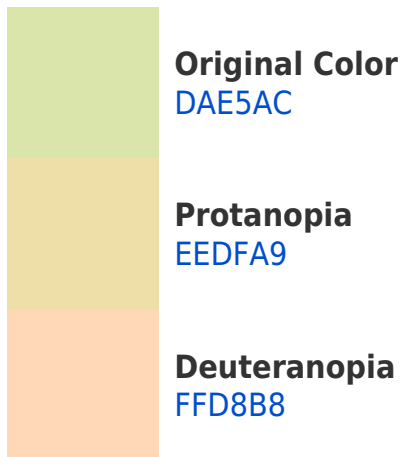 Original Color
DAE5AC
Protanopia
EEDFA9
Deuteranopia
FFD8B8